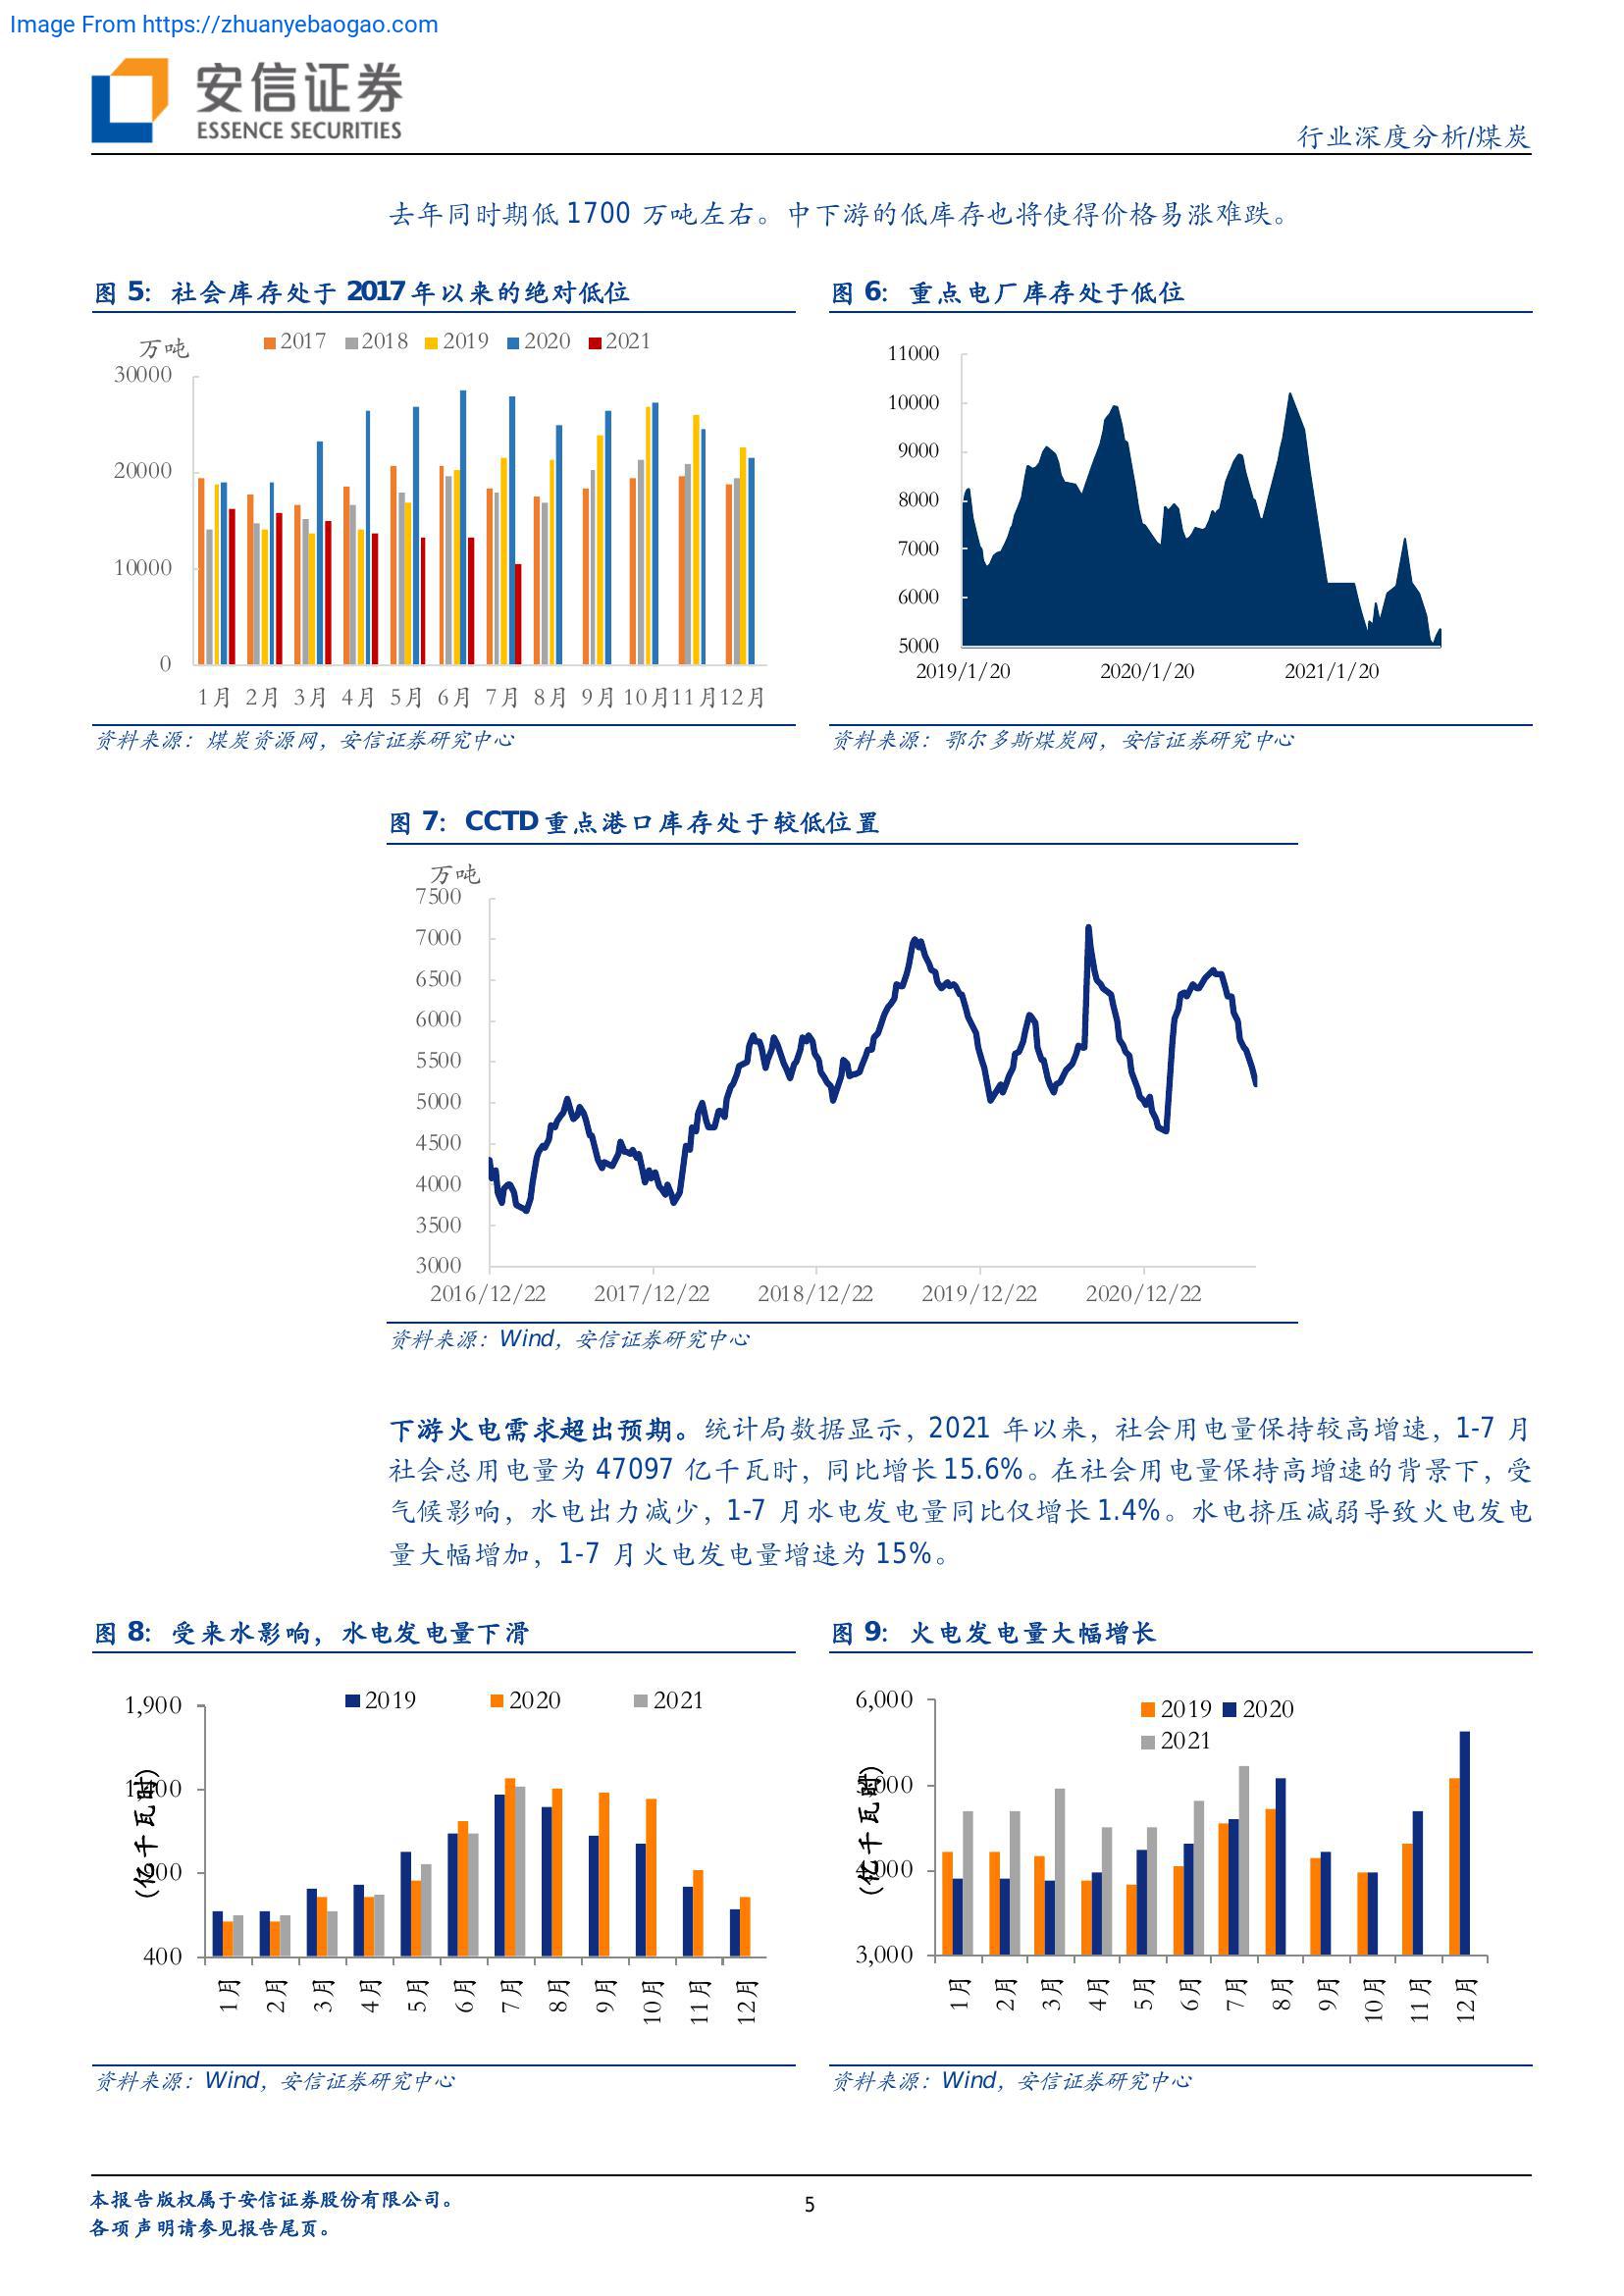 Image From https://zhuanyebaogao.com
安信证券
ESSENCE SECURITIES
行业深度分析/煤炭
去年同时期低 1700 万吨左右。中下游的低库存也将使得价格易涨难跌。
图 5：社会库存处于 2017 年以来的绝对低位
万吨
2017 2018 2019 2020 2021
30000
20000
10000
0
1月 2月 3月 4月 5月 6月 7月 8月 9月 10月 11月 12月
资料来源：煤炭资源网，安信证券研究中心
图 6：重点电厂库存处于低位
11000
10000
9000
8000
7000
6000
5000
2019/1/20 2020/1/20 2021/1/20
资料来源：鄂尔多斯煤炭网，安信证券研究中心
图 7：CCTD 重点港口库存处于较低位置
万吨
7500
7000
6500
6000
5500
5000
4500
4000
3500
3000
2016/12/22 2017/12/22 2018/12/22 2019/12/22 2020/12/22
资料来源：Wind，安信证券研究中心
下游火电需求超出预期。统计局数据显示，2021 年以来，社会用电量保持较高增速，1-7 月
社会总用电量为 47097 亿千瓦时，同比增长 15.6%。在社会用电量保持高增速的背景下，受
气候影响，水电出力减少，1-7 月水电发电量同比仅增长 1.4%。水电挤压减弱导致火电发电
量大幅增加，1-7 月火电发电量增速为 15%。
图 8：受来水影响，水电发电量下滑
2019 2020 2021
(亿千瓦时)
1,900
1,400
900
400
1月 2月 3月 4月 5月 6月 7月 8月 9月 10月 11月 12月
资料来源：Wind，安信证券研究中心
图 9：火电发电量大幅增长
2019 2020
2021
(亿千瓦时)
6,000
5,000
4,000
3,000
1月 2月 3月 4月 5月 6月 7月 8月 9月 10月 11月 12月
资料来源：Wind，安信证券研究中心
本报告版权属于安信证券股份有限公司。
各项声明请参见报告尾页。
5